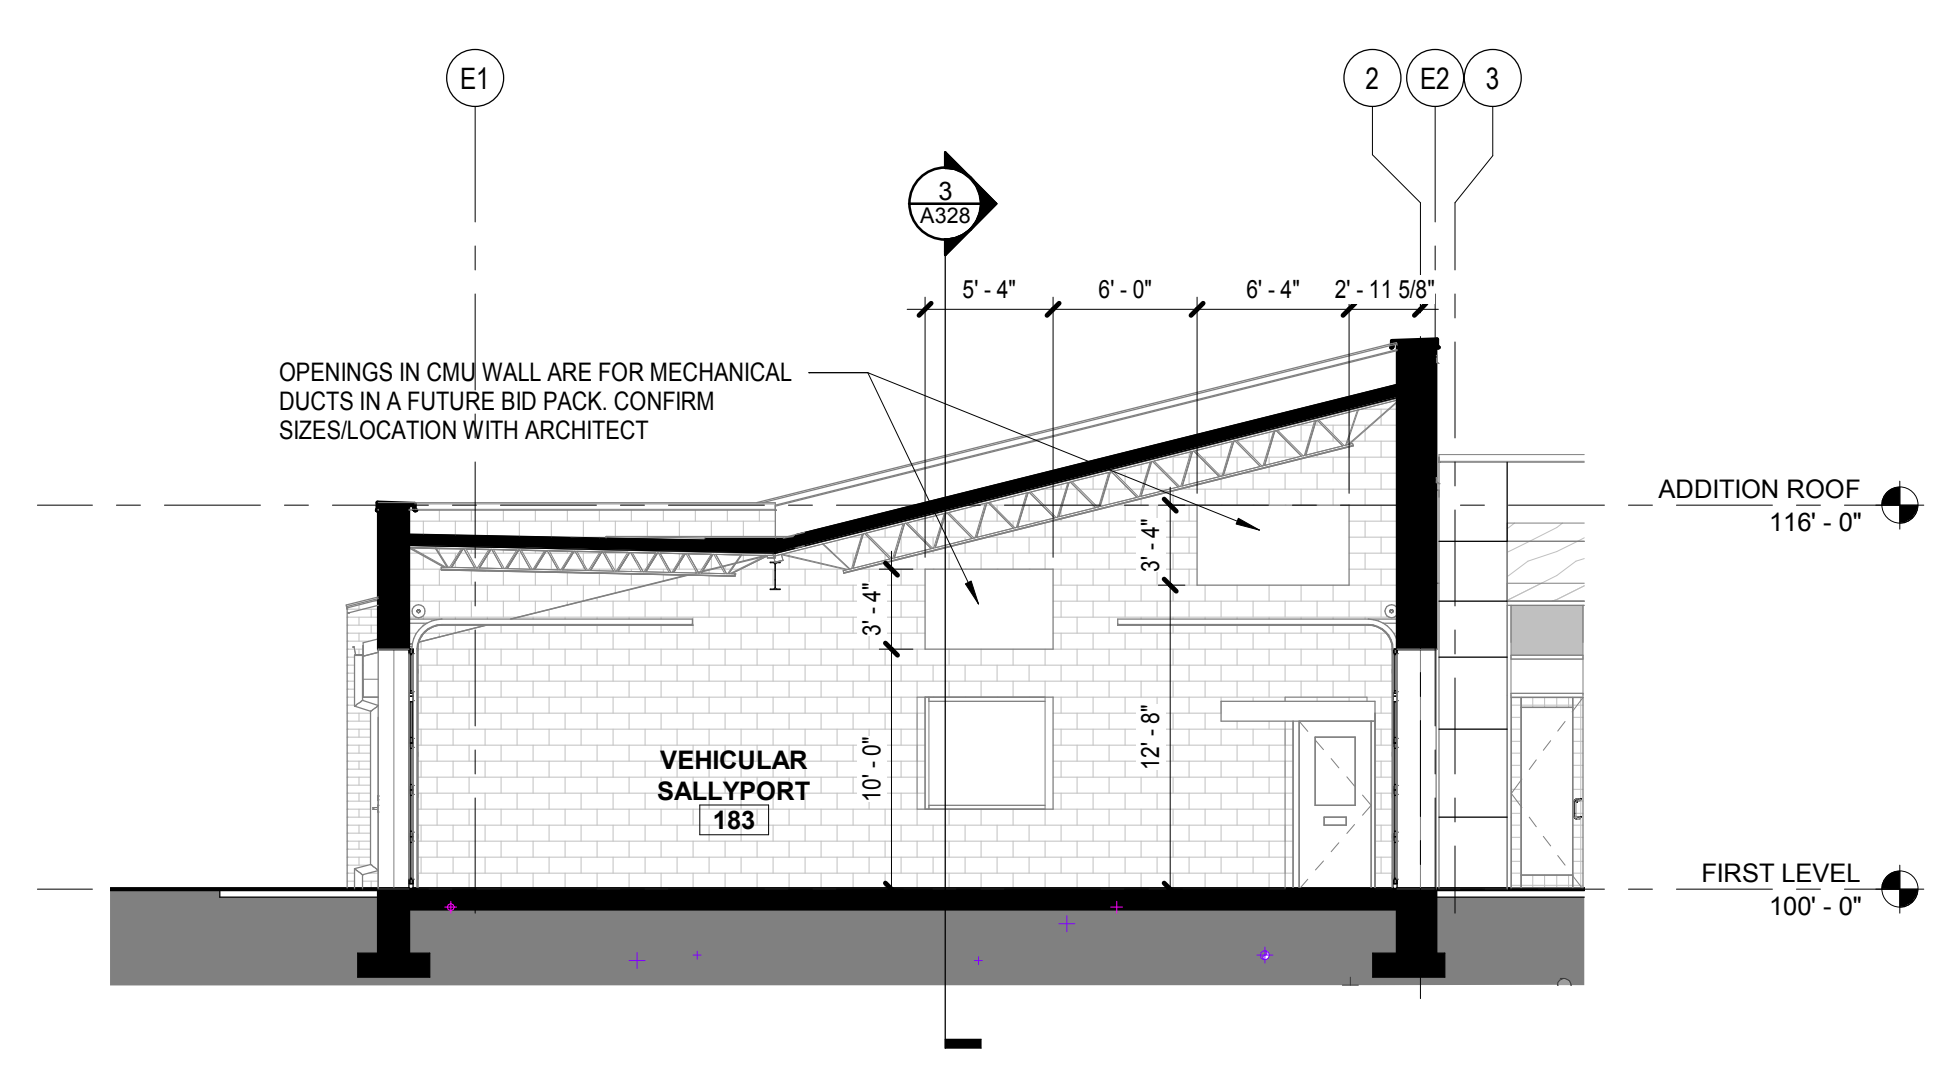 E1
2
E2
3
3
A328
5' - 4"
6' - 0"
6' - 4"
2' - 11 5/8"
OPENINGS IN CMU WALL ARE FOR MECHANICAL
DUCTS IN A FUTURE BID PACK. CONFIRM
SIZES/LOCATION WITH ARCHITECT
ADDITION ROOF
116' - 0"
3' - 4"
3' - 4"
12' - 8"
10' - 0"
VEHICULAR
SALLYPORT
183
FIRST LEVEL
100' - 0"